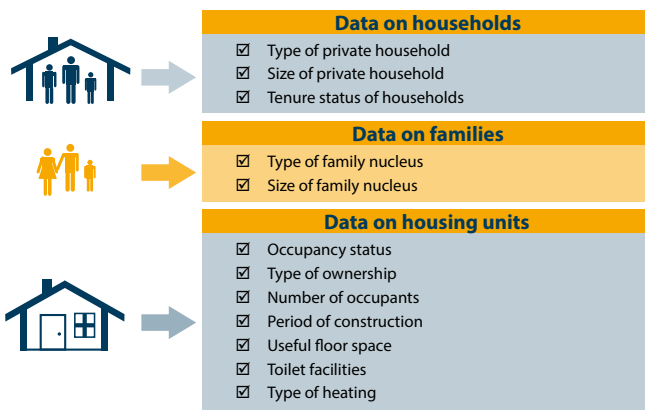 Data on households
☑ Type of private household
☑ Size of private household
☑ Tenure status of households
Data on families
☑ Type of family nucleus
☑ Size of family nucleus
Data on housing units
☑ Occupancy status
☑ Type of ownership
☑ Number of occupants
☑ Period of construction
☑ Useful floor space
☑ Toilet facilities
☑ Type of heating